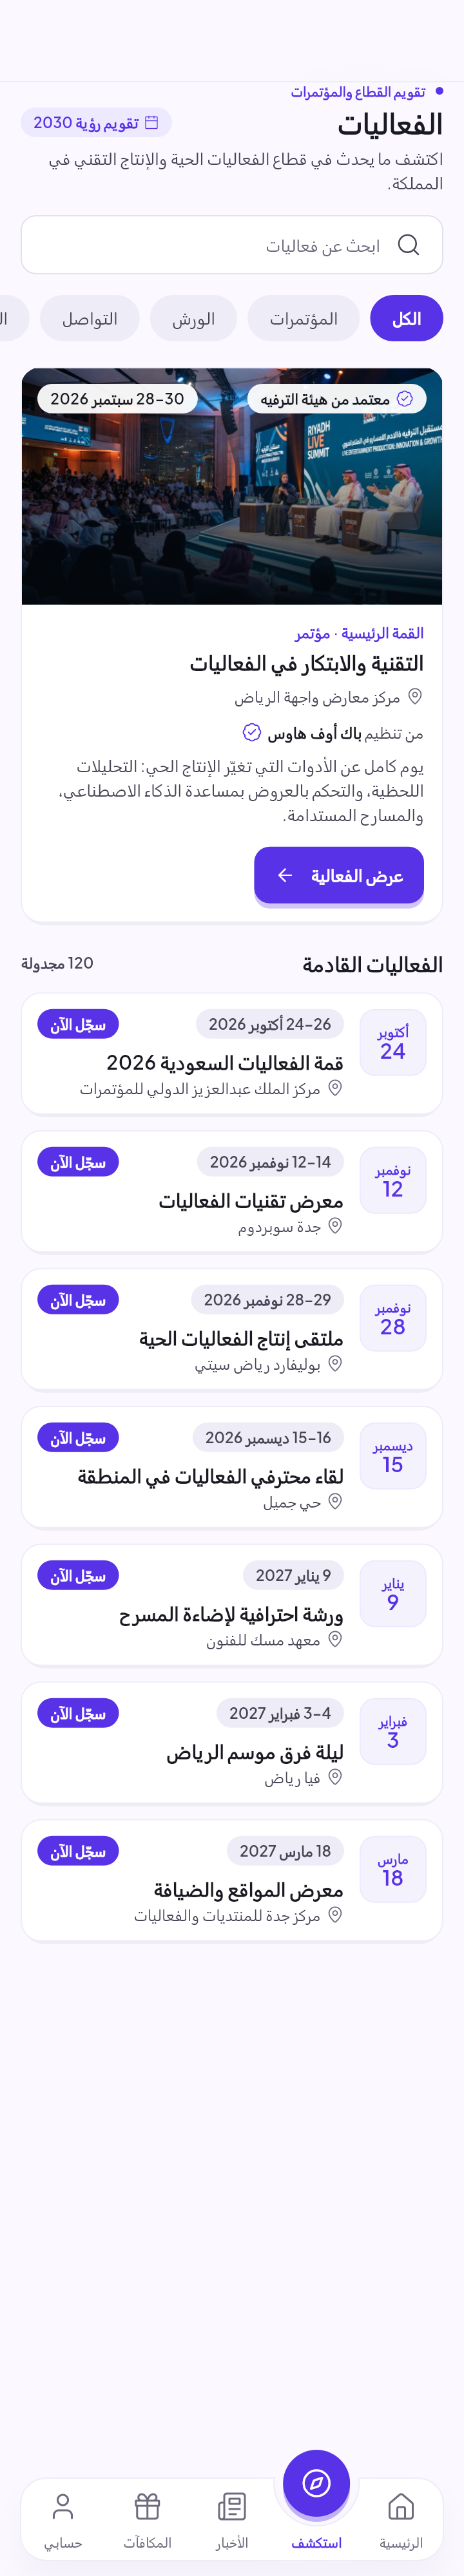 تقويم القطاع والمؤتمرات
الفعاليات
تقويم رؤية 2030
اكتشف ما يحدث في قطاع الفعاليات الحية والإنتاج التقني في
المملكة.
ابحث عن فعاليات
الكل
المؤتمرات
الورش
التواصل
معتمد من هيئة الترفيه
28–30 سبتمبر 2026
RIYADH
LIVE
SUMMIT
القمة الرئيسية · مؤتمر
التقنية والابتكار في الفعاليات
مركز معارض واجهة الرياض
من تنظيم باك أوف هاوس
يوم كامل عن الأدوات التي تغيّر الإنتاج الحي: التحليلات
اللحظية، والتحكم بالعروض بمساعدة الذكاء الاصطناعي،
والمسارح المستدامة.
عرض الفعالية
الفعاليات القادمة
120 مجدولة
أكتوبر
24
24–26 أكتوبر 2026
سجّل الآن
قمة الفعاليات السعودية 2026
مركز الملك عبدالعزيز الدولي للمؤتمرات
نوفمبر
12
12–14 نوفمبر 2026
سجّل الآن
معرض تقنيات الفعاليات
جدة سوبردوم
نوفمبر
28
28–29 نوفمبر 2026
سجّل الآن
ملتقى إنتاج الفعاليات الحية
بوليفارد رياض سيتي
ديسمبر
15
15–16 ديسمبر 2026
سجّل الآن
لقاء محترفي الفعاليات في المنطقة
حي جميل
يناير
9
9 يناير 2027
سجّل الآن
ورشة احترافية لإضاءة المسرح
معهد مسك للفنون
فبراير
3
3–4 فبراير 2027
سجّل الآن
ليلة فرق موسم الرياض
فيا رياض
مارس
18
18 مارس 2027
سجّل الآن
معرض المواقع والضيافة
مركز جدة للمنتديات والفعاليات
الرئيسية
استكشف
الأخبار
المكافآت
حسابي